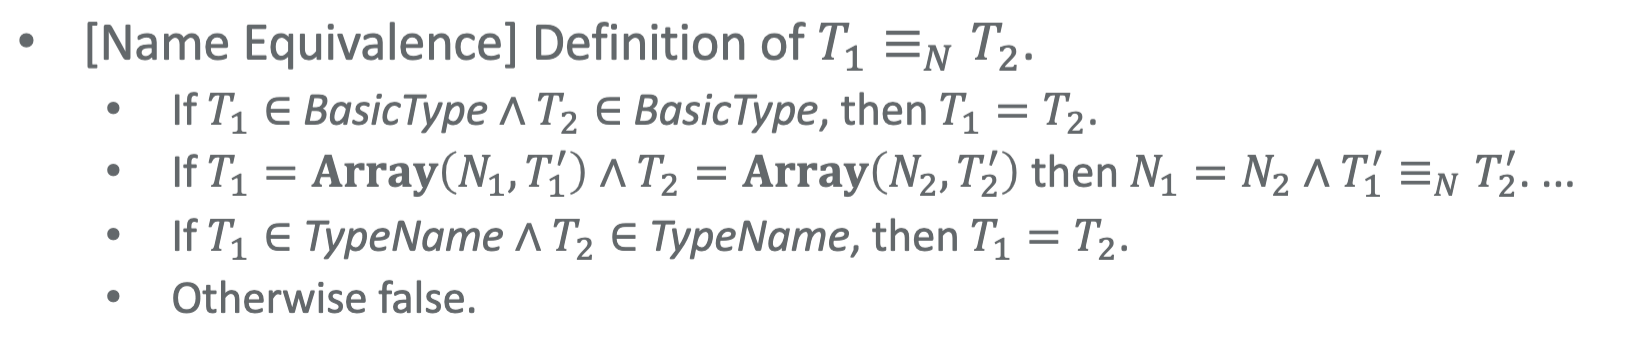 • [Name Equivalence] Definition of T₁ ≡_N T₂.
• If T₁ ∈ BasicType ∧ T₂ ∈ BasicType, then T₁ = T₂.
• If T₁ = Array(N₁, T₁′) ∧ T₂ = Array(N₂, T₂′) then N₁ = N₂ ∧ T₁′ ≡_N T₂′. ...
• If T₁ ∈ TypeName ∧ T₂ ∈ TypeName, then T₁ = T₂.
• Otherwise false.